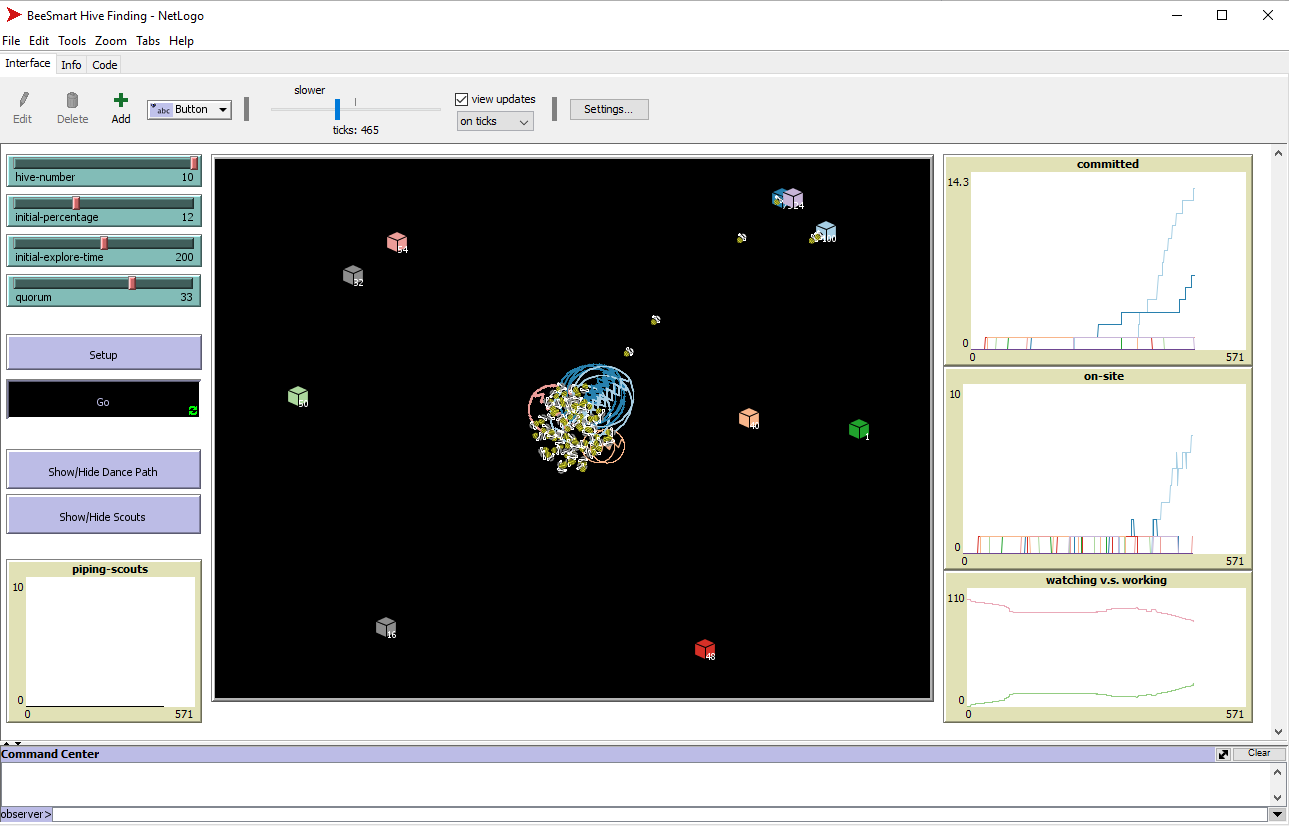 BeeSmart Hive Finding - NetLogo
File Edit Tools Zoom Tabs Help
Interface Info Code
Edit Delete Add
abc Button
slower
ticks: 465
view updates
on ticks
Settings...
hive-number 10
initial-percentage 12
initial-explore-time 200
quorum 33
Setup
Go
Show/Hide Dance Path
Show/Hide Scouts
piping-scouts
10
0
0 571
24
100
54
32
50
40
1
16
48
committed
14.3
0
0 571
on-site
10
0
0 571
watching v.s. working
110
0
0 571
Command Center
Clear
observer>